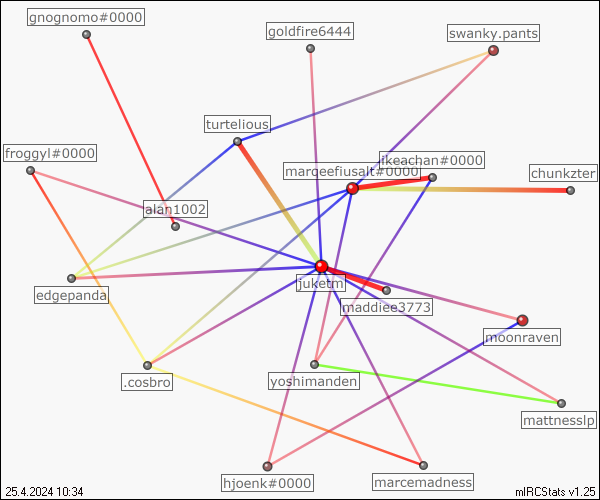 gnognomo#0000
goldfire6444
swanky.pants
turtelious
froggyl#0000
ikeachan#0000
marqeefiusalt#0000
chunkzter
alan1002
juketm
edgepanda
maddiee3773
moonraven
.cosbro
yoshimanden
mattnesslp
hjoenk#0000
marcemadness
25.4.2024 10:34
mIRCStats v1.25